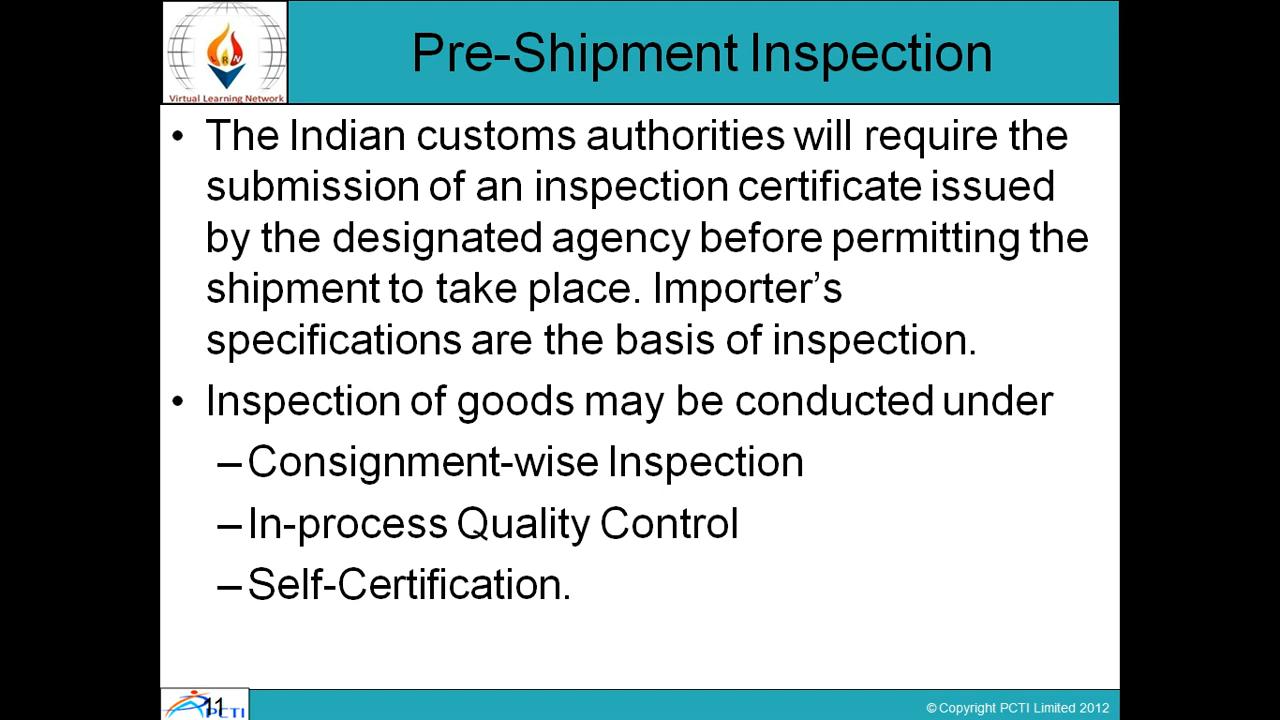 Pre-Shipment Inspection
Virtual Learning Network
• The Indian customs authorities will require the
submission of an inspection certificate issued
by the designated agency before permitting the
shipment to take place. Importer’s
specifications are the basis of inspection.
• Inspection of goods may be conducted under
–Consignment-wise Inspection
–In-process Quality Control
–Self-Certification.
11
PCTI
© Copyright PCTI Limited 2012